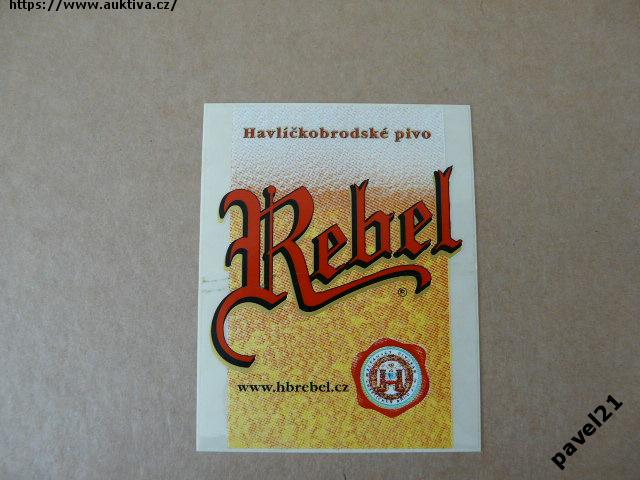 https://www.auktiva.cz/
Havlíčkobrodské pivo
Rebel
®
www.hbrebel.cz
H
pavel21